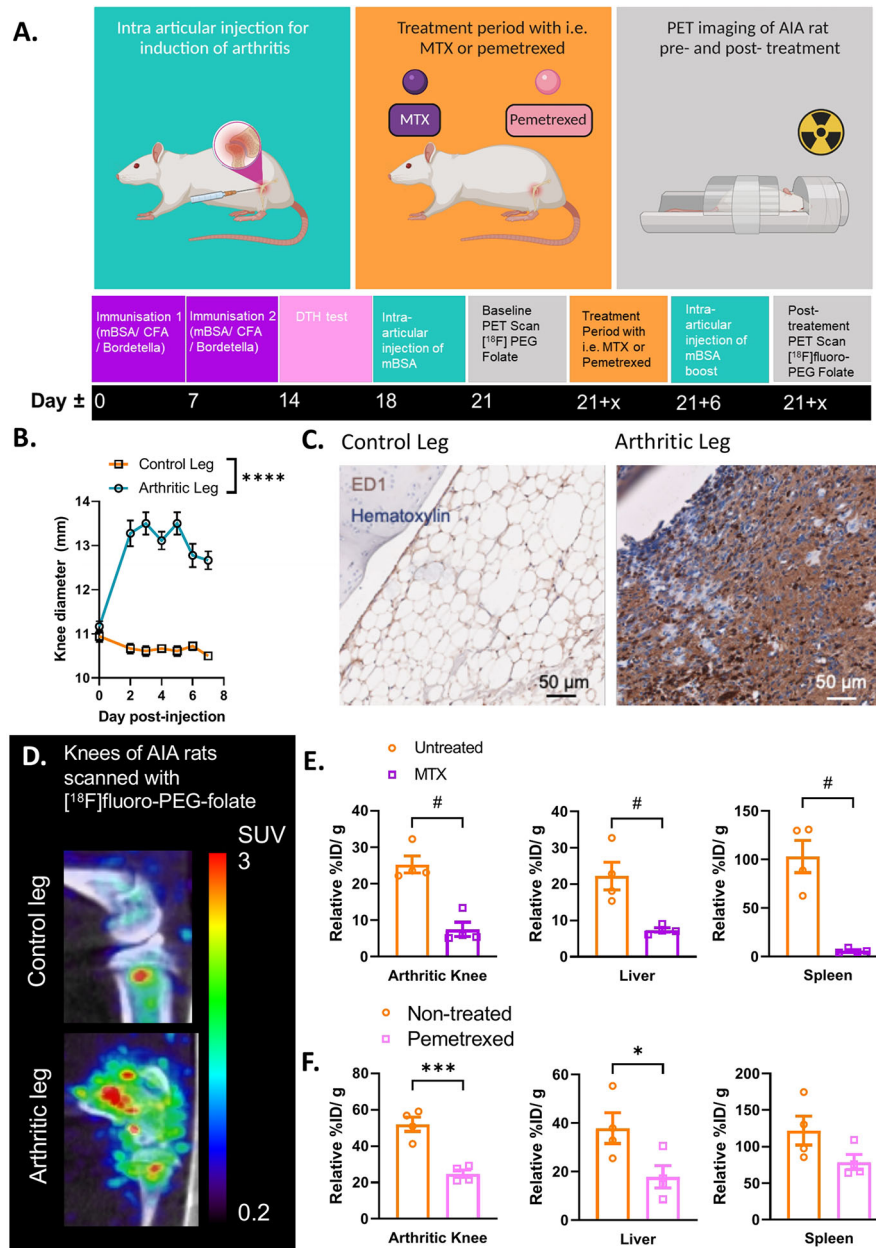 A.
Intra articular injection for
induction of arthritis
Treatment period with i.e.
MTX or pemetrexed
MTX
Pemetrexed
PET imaging of AIA rat
pre- and post- treatment
Immunisation 1
(mBSA/ CFA
/ Bordetella)
Immunisation 2
(mBSA/ CFA
/ Bordetella)
DTH test
Intra-
articular
injection of
mBSA
Baseline
PET Scan
[¹⁸F] PEG
Folate
Treatment
Period with
i.e. MTX or
Pemetrexed
Intra-
articular
injection
of mBSA
boost
Post-
treatement
PET Scan
[¹⁸F]fluoro-
PEG Folate
Day ± 0 7 14 18 21 21+x 21+6 21+x
B.
Control Leg
Arthritic Leg
****
Knee diameter (mm)
14
13
12
11
10
0 2 4 6 8
Day post-injection
C.
Control Leg
Arthritic Leg
ED1
Hematoxylin
50 µm
50 µm
D.
Knees of AIA rats
scanned with
[¹⁸F]fluoro-PEG-folate
SUV
3
0.2
Control leg
Arthritic leg
E.
Untreated
MTX
Relative %ID/ g
40
30
20
10
0
#
Arthritic Knee
Relative %ID/ g
40
30
20
10
0
#
Liver
Relative %ID/ g
150
100
50
0
#
Spleen
F.
Non-treated
Pemetrexed
Relative %ID/ g
80
60
40
20
0
***
Arthritic Knee
Relative %ID/ g
60
40
20
0
*
Liver
Relative %ID/ g
200
150
100
50
0
Spleen